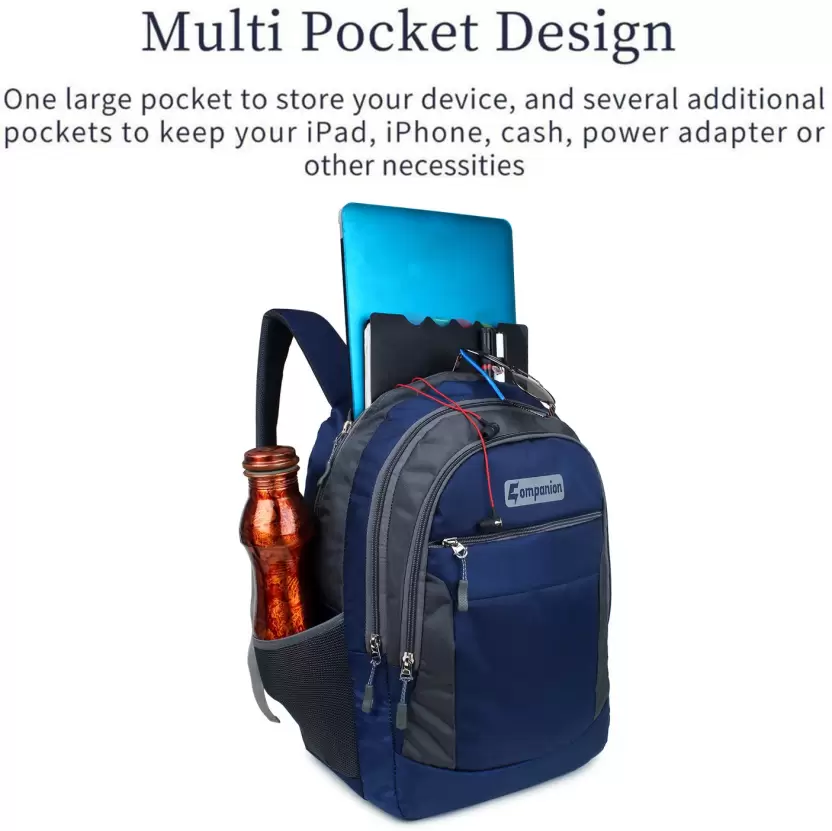 Multi Pocket Design
One large pocket to store your device, and several additional
pockets to keep your iPad, iPhone, cash, power adapter or
other necessities
Companion